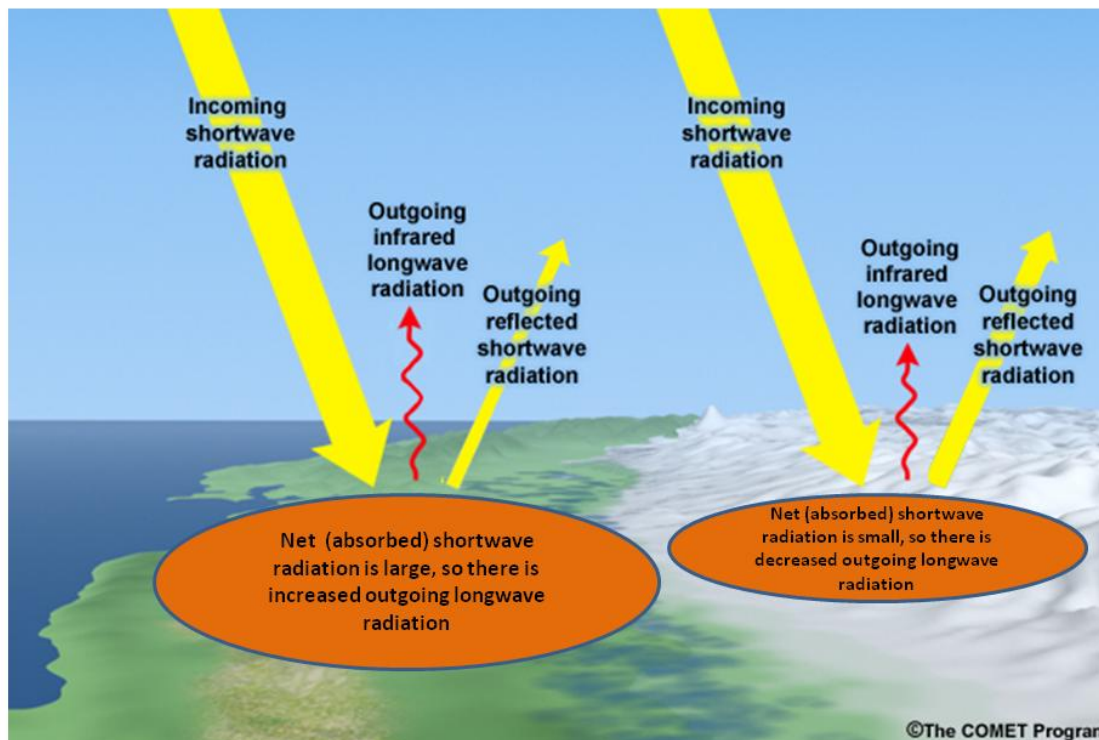 Incoming
shortwave
radiation
Outgoing
infrared
longwave
radiation
Outgoing
reflected
shortwave
radiation
Net (absorbed) shortwave
radiation is large, so there is
increased outgoing longwave
radiation
Incoming
shortwave
radiation
Outgoing
infrared
longwave
radiation
Outgoing
reflected
shortwave
radiation
Net (absorbed) shortwave
radiation is small, so there is
decreased outgoing longwave
radiation
©The COMET Program